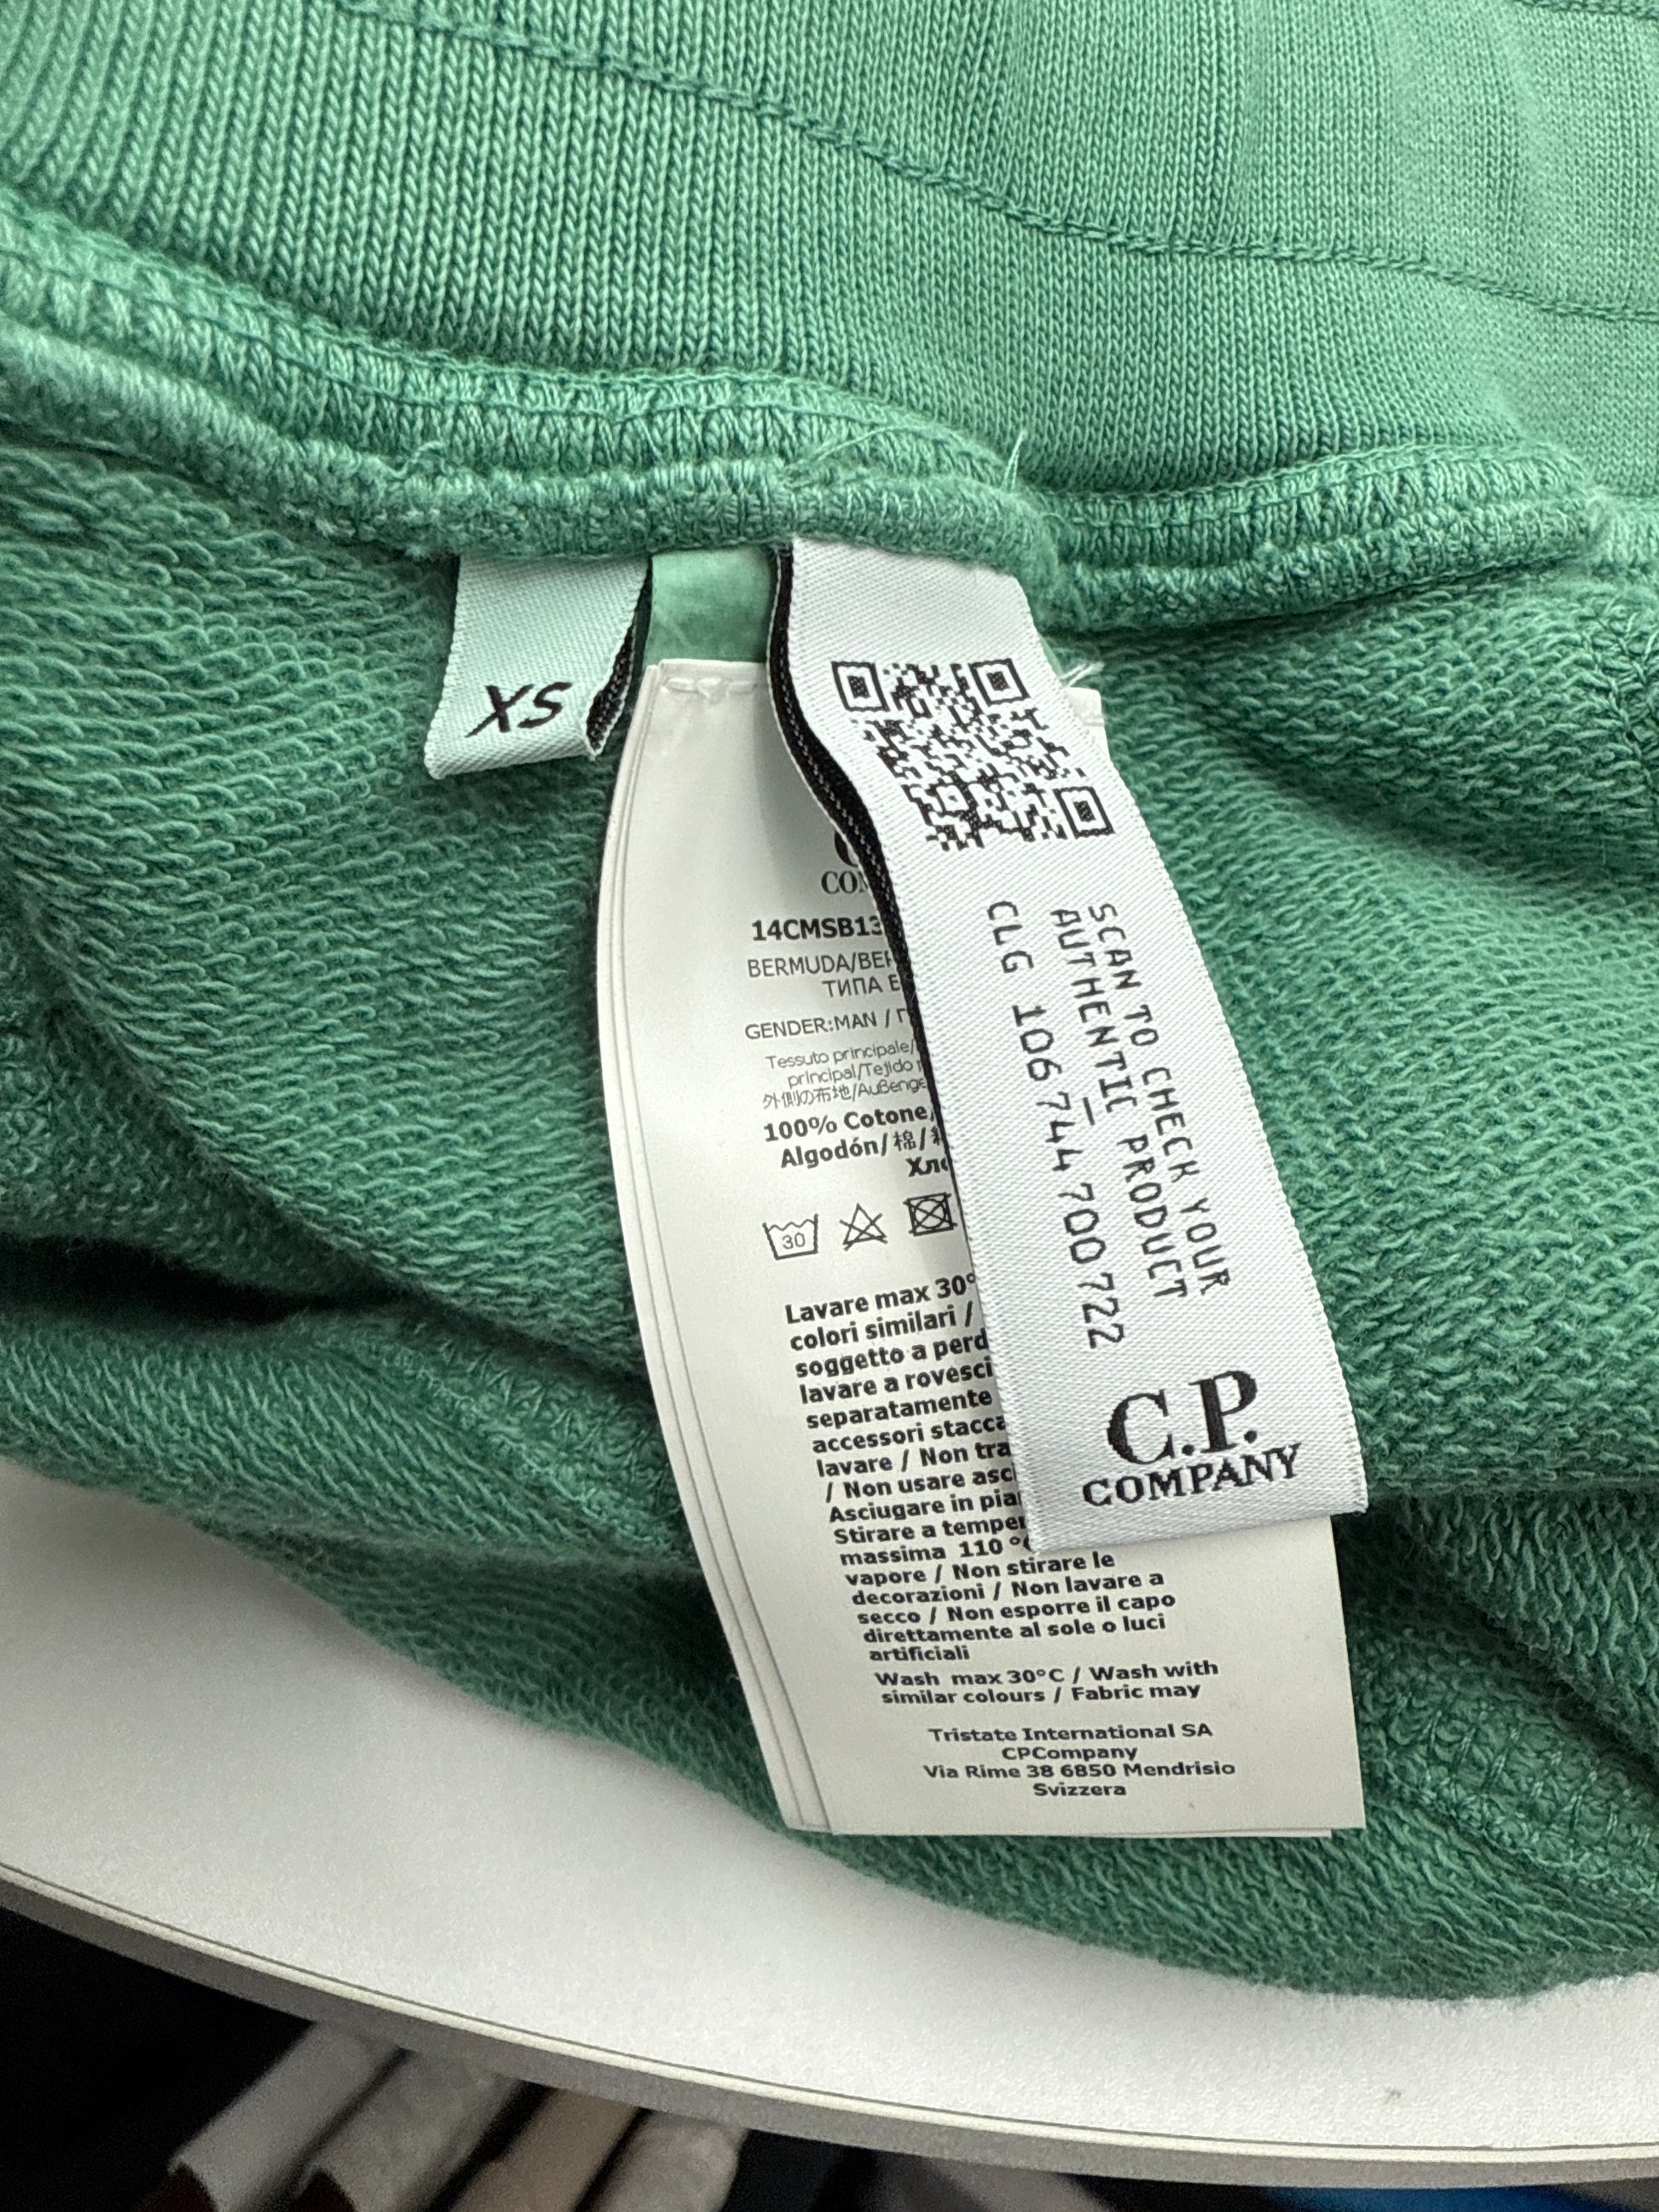 XS
SCAN TO CHECK YOUR
AUTHENTIC PRODUCT
CLG 106 744 700 722
C.P.
COMPANY
14CMSB13
BERMUDA/BER
ТИПА Б
GENDER:MAN /
Tessuto principale/
principal/Tejido
外側の布地/Außenge
100% Cotone/
Algodón/棉/
Хло
30
Lavare max 30°
colori similari /
soggetto a perd
lavare a rovesci
separatamente
accessori stacca
lavare / Non tra
/ Non usare asc
Asciugare in pia
Stirare a temper
massima 110 °
vapore / Non stirare le
decorazioni / Non lavare a
secco / Non esporre il capo
direttamente al sole o luci
artificiali
Wash max 30°C / Wash with
similar colours / Fabric may
Tristate International SA
CPCompany
Via Rime 38 6850 Mendrisio
Svizzera